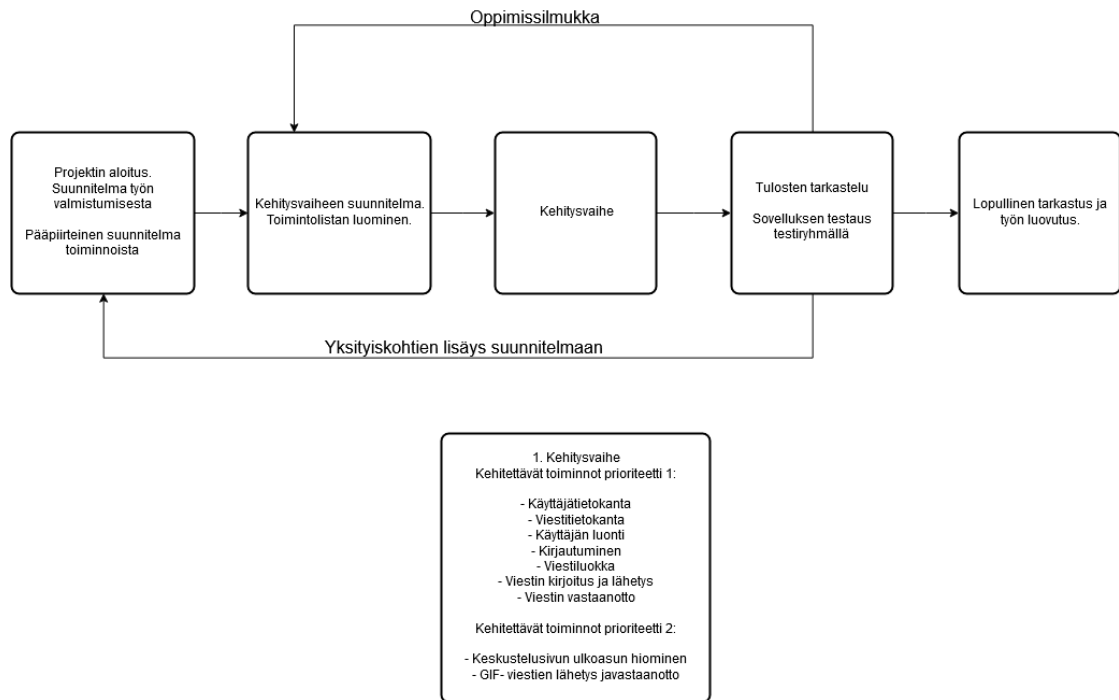 Oppimissilmukka
Projektin aloitus.
Suunnitelma työn
valmistumisesta
Pääpiirteinen suunnitelma
toiminnoista
Kehitysvaiheen suunnitelma.
Toimintolistan luominen.
Kehitysvaihe
Tulosten tarkastelu
Sovelluksen testaus
testiryhmällä
Lopullinen tarkastus ja
työn luovutus.
Yksityiskohtien lisäys suunnitelmaan
1. Kehitysvaihe
Kehitettävät toiminnot prioriteetti 1:
- Käyttäjätietokanta
- Viestitietokanta
- Käyttäjän luonti
- Kirjautuminen
- Viestiluokka
- Viestin kirjoitus ja lähetys
- Viestin vastaanotto
Kehitettävät toiminnot prioriteetti 2:
- Keskustelusivun ulkoasun hiominen
- GIF- viestien lähetys javastaanotto